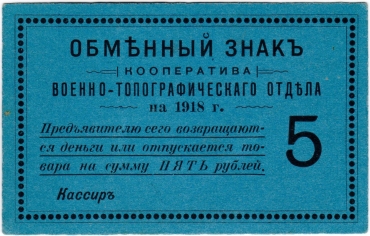 ОБМѢННЫЙ ЗНАКЪ
КООПЕРАТИВА
ВОЕННО-ТОПОГРАФИЧЕСКАГО ОТДѢЛА
на 1918 г.
Предъявителю сего возвращают-
ся деньги или отпускается то-
вара на сумму ПЯТЬ рублей.
5
Кассиръ